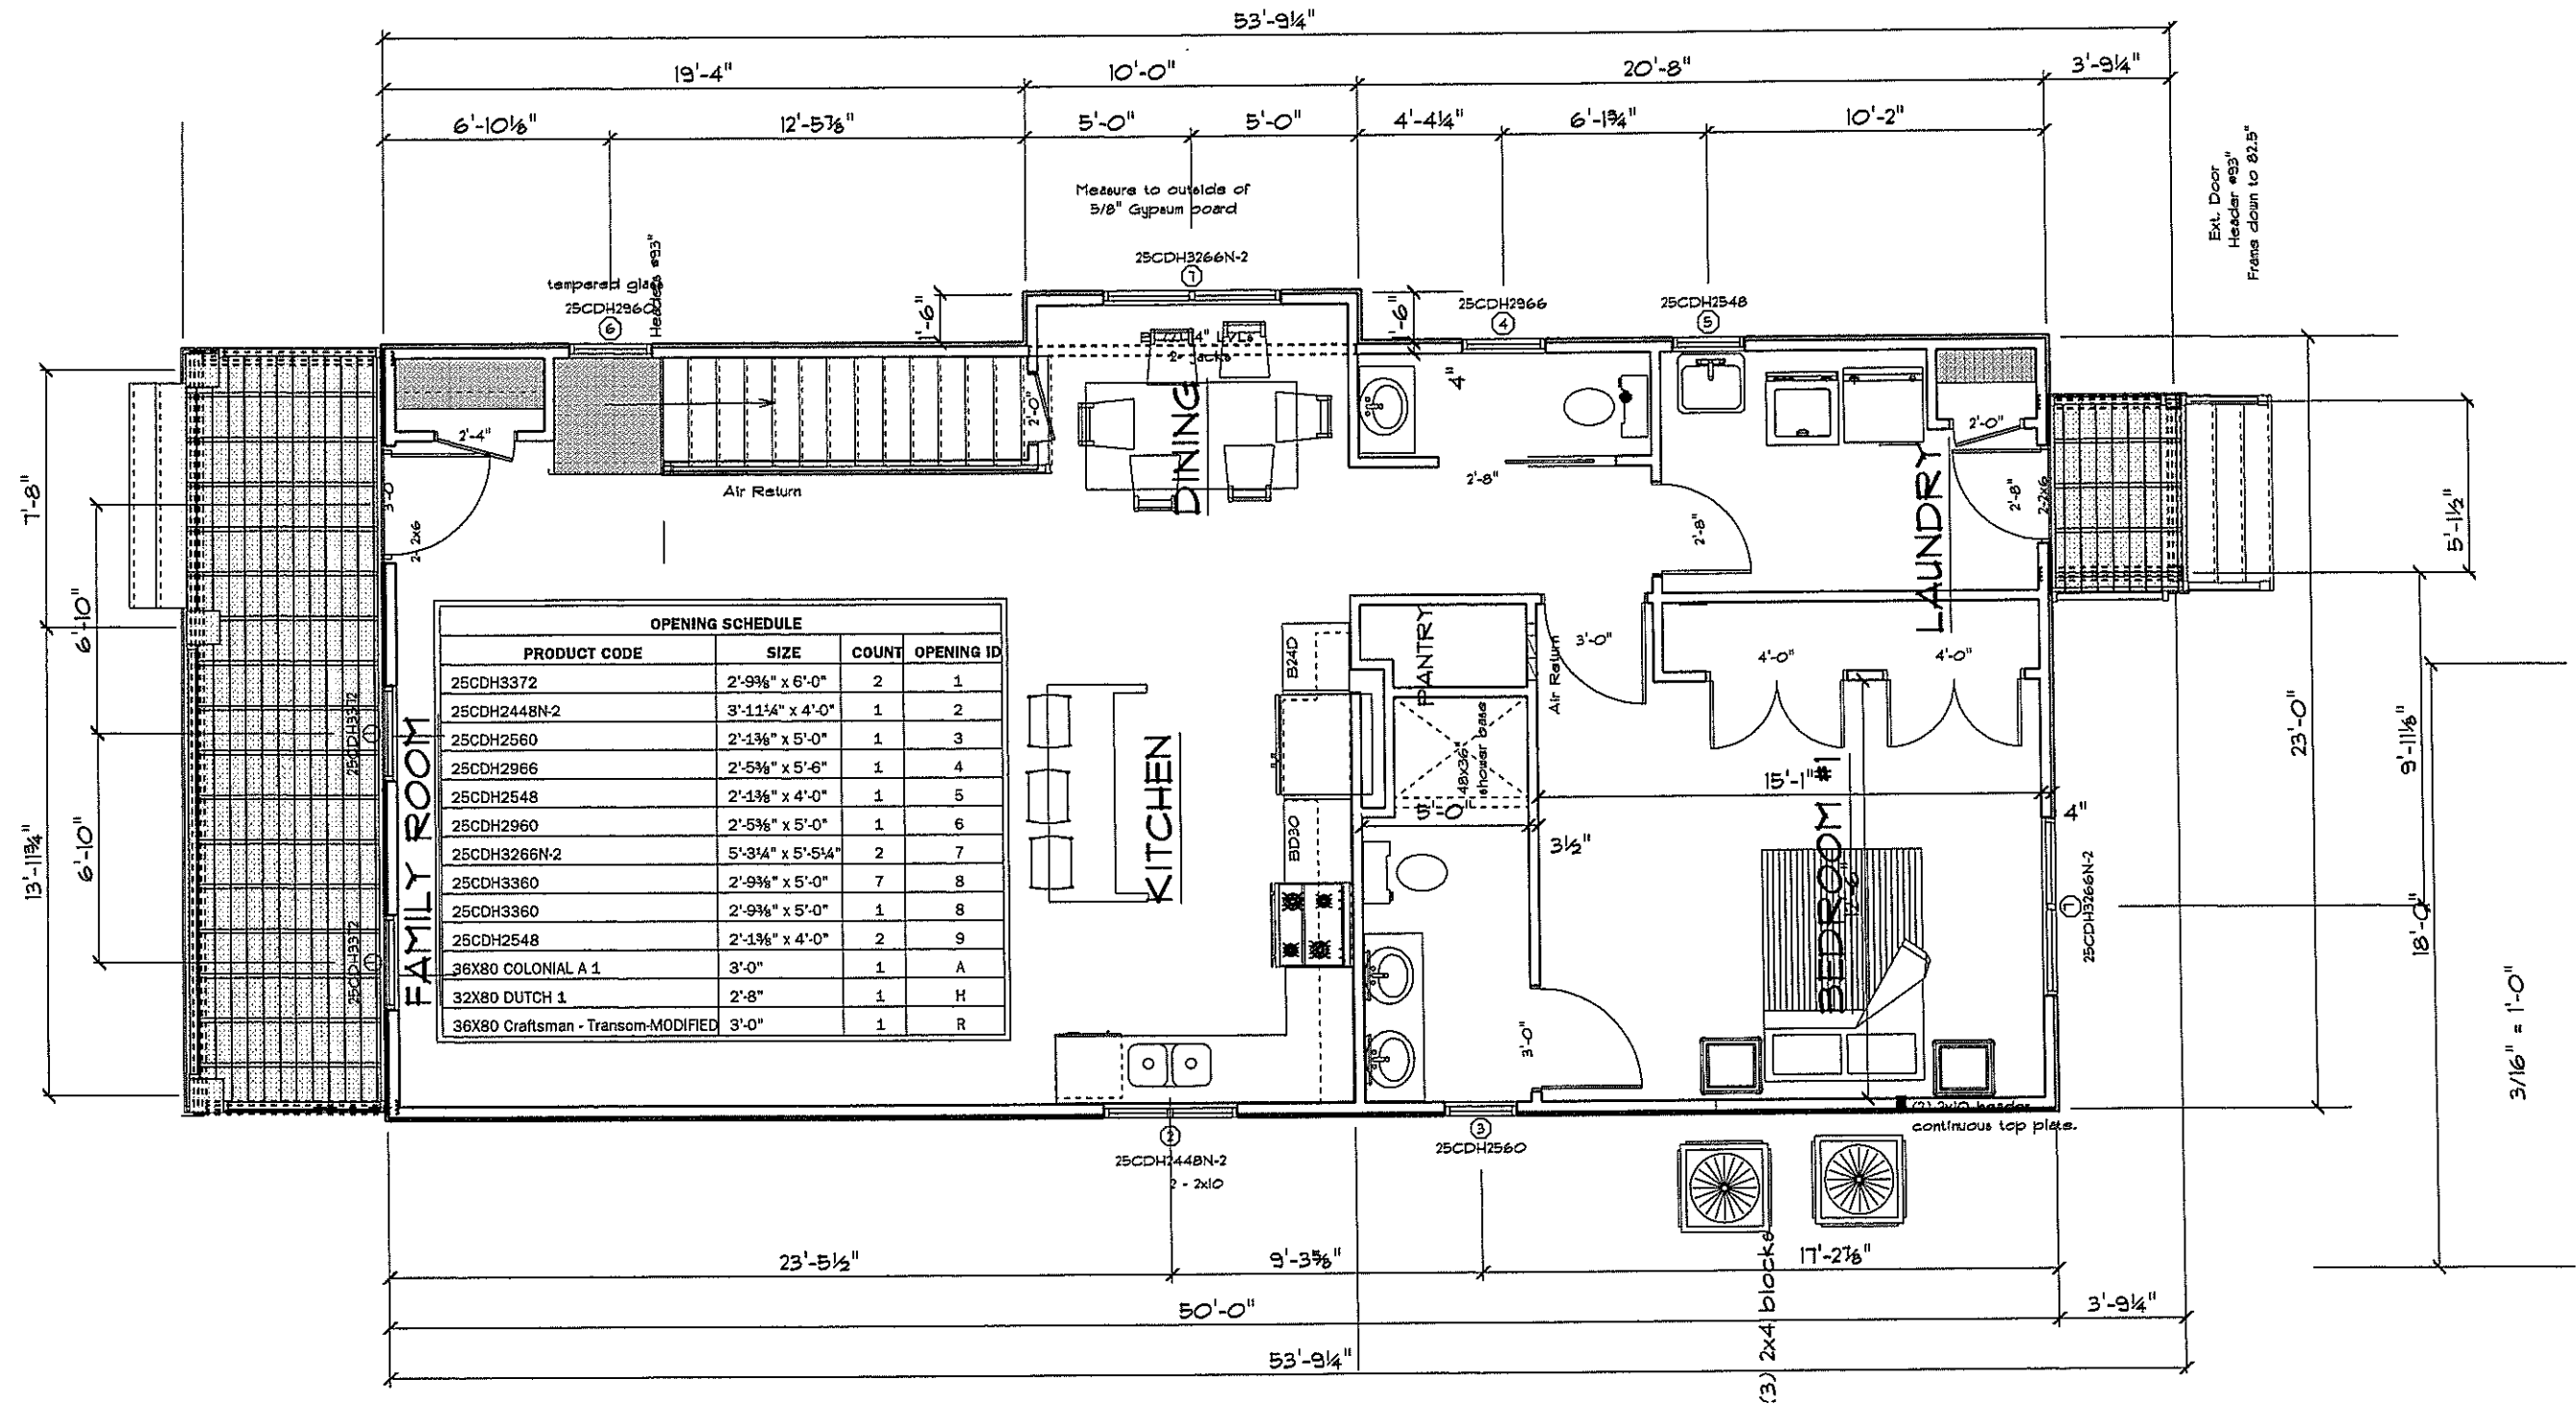 53'-9¼"
19'-4"
10'-0"
20'-8"
3'-9¼"
6'-10⅛"
12'-5⅞"
5'-0"
5'-0"
4'-4¼"
6'-1¾"
10'-2"
Ext. Door
Header @93"
Frame down to 82.5"
Measure to outside of
5/8" Gypsum board
25CDH3266N-2
7
tempered glass
25CDH2960
6
Headers @93"
1'-6"
1'-6"
25CDH2966
4
25CDH2548
5
4"
2'-4"
2'-0"
2'-0"
DINING
Air Return
3'-0
2- 2x6
2'-8"
2'-8"
LAUNDRY
2'-8"
2-2x6
7'-8"
6'-10"
6'-10"
13'-11¾"
5'-1½"
23'-0"
9'-11⅛"
18'-0"
3/16" = 1'-0"
25CDH3372
1
25CDH3372
1
FAMILY ROOM
OPENING SCHEDULE
PRODUCT CODE SIZE COUNT OPENING ID
25CDH3372 2'-9⅜" x 6'-0" 2 1
25CDH2448N-2 3'-11¼" x 4'-0" 1 2
25CDH2560 2'-1⅜" x 5'-0" 1 3
25CDH2966 2'-5⅜" x 5'-6" 1 4
25CDH2548 2'-1⅜" x 4'-0" 1 5
25CDH2960 2'-5⅜" x 5'-0" 1 6
25CDH3266N-2 5'-3¼" x 5'-5¼" 2 7
25CDH3360 2'-9⅜" x 5'-0" 7 8
25CDH3360 2'-9⅜" x 5'-0" 1 8
25CDH2548 2'-1⅜" x 4'-0" 2 9
36X80 COLONIAL A 1 3'-0" 1 A
32X80 DUTCH 1 2'-8" 1 H
36X80 Craftsman - Transom-MODIFIED 3'-0" 1 R
KITCHEN
B24D
BD30
PANTRY
Air Return
3'-0"
4'-0"
4'-0"
48x36"
shower base
5'-0"
3½"
15'-1"
4"
BEDROOM #1
3'-0"
7
25CDH3266N-2
(2) 2x10 header
continuous top plate.
2
25CDH2448N-2
2 - 2x10
3
25CDH2560
(3) 2x4 blocks
23'-5½"
9'-3⅝"
17'-2⅞"
50'-0"
3'-9¼"
53'-9¼"